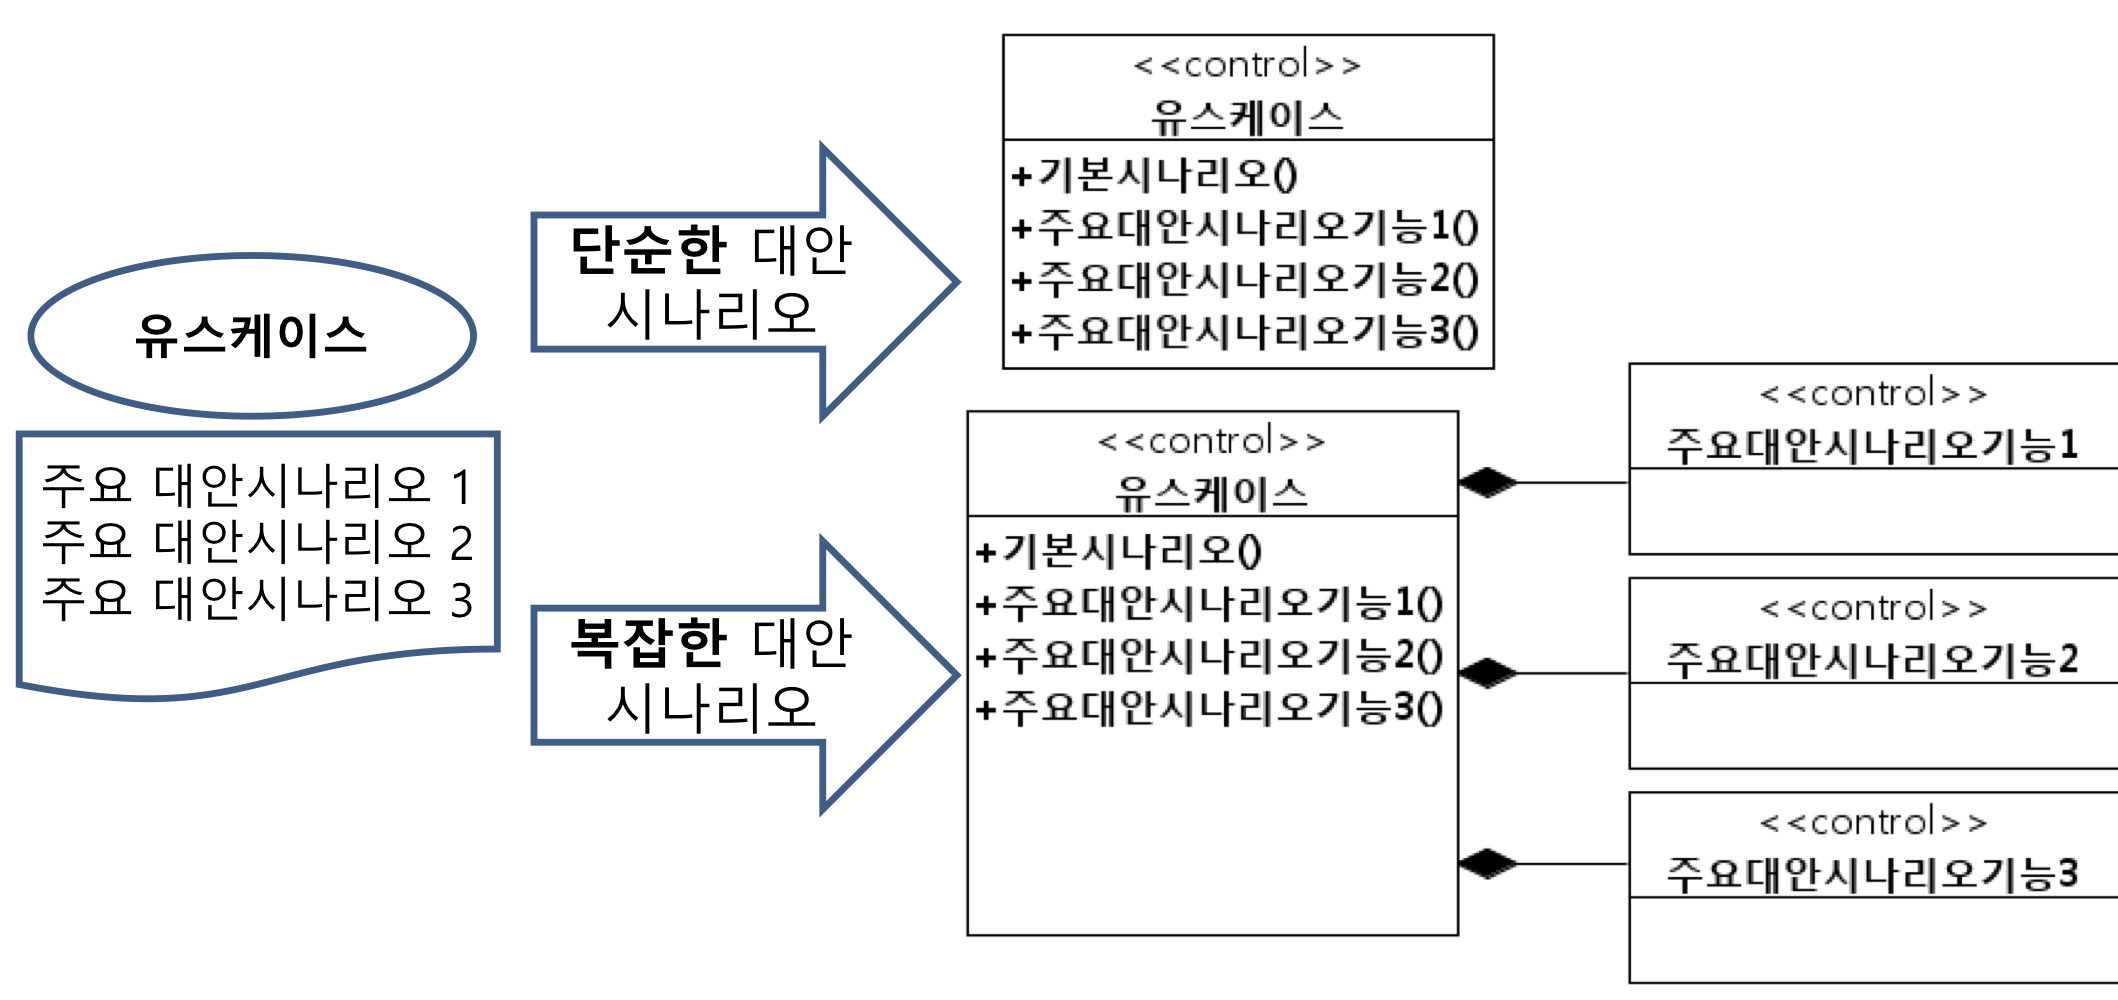 유스케이스
주요 대안시나리오 1
주요 대안시나리오 2
주요 대안시나리오 3
단순한 대안
시나리오
<<control>>
유스케이스
+기본시나리오()
+주요대안시나리오기능1()
+주요대안시나리오기능2()
+주요대안시나리오기능3()
복잡한 대안
시나리오
<<control>>
유스케이스
+기본시나리오()
+주요대안시나리오기능1()
+주요대안시나리오기능2()
+주요대안시나리오기능3()
<<control>>
주요대안시나리오기능1
<<control>>
주요대안시나리오기능2
<<control>>
주요대안시나리오기능3